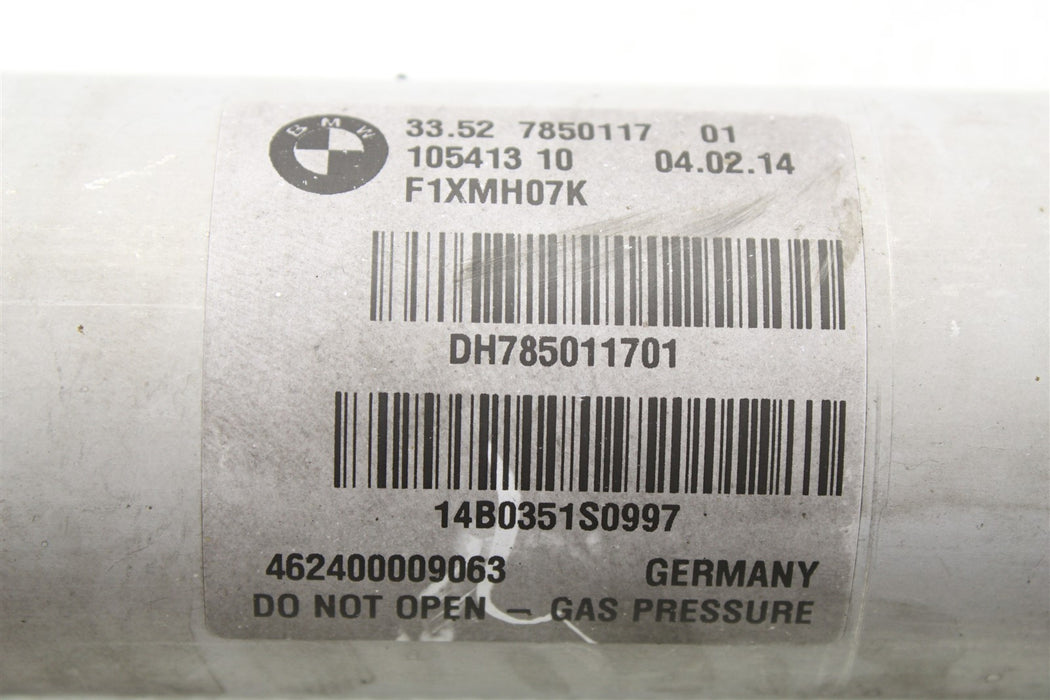 BMW
33.52 7850117 01
105413 10 04.02.14
F1XMH07K
DH785011701
14B0351S0997
462400009063 GERMANY
DO NOT OPEN – GAS PRESSURE